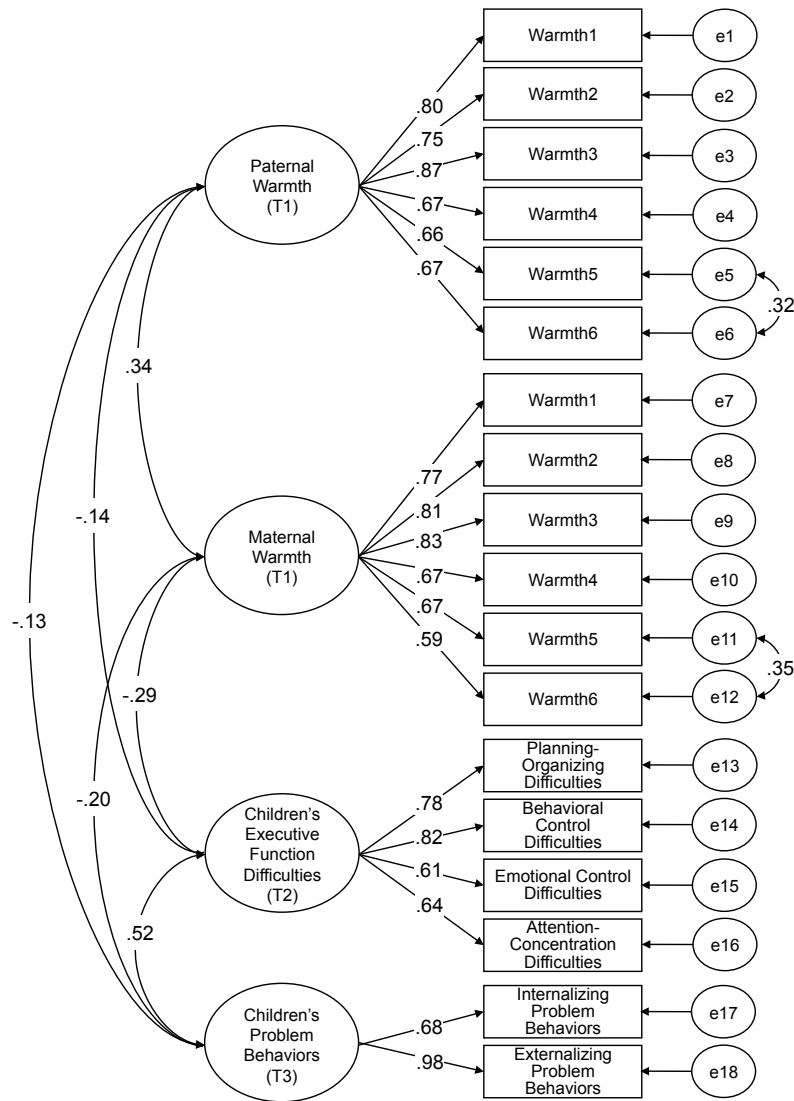 Warmth1
e1
.80
Warmth2
e2
.75
Paternal
Warmth
(T1)
.87
Warmth3
e3
.67
Warmth4
e4
.66
Warmth5
e5
.67
.32
Warmth6
e6
.34
Warmth1
e7
.77
Warmth2
e8
-.14
.81
Maternal
Warmth
(T1)
.83
Warmth3
e9
.67
Warmth4
e10
-.13
.67
Warmth5
e11
.59
.35
-.29
Warmth6
e12
Planning-
Organizing
Difficulties
e13
-.20
.78
Children's
Executive
Function
Difficulties
(T2)
.82
Behavioral
Control
Difficulties
e14
.61
Emotional Control
Difficulties
e15
.64
.52
Attention-
Concentration
Difficulties
e16
Children's
Problem
Behaviors
(T3)
.68
Internalizing
Problem
Behaviors
e17
.98
Externalizing
Problem
Behaviors
e18